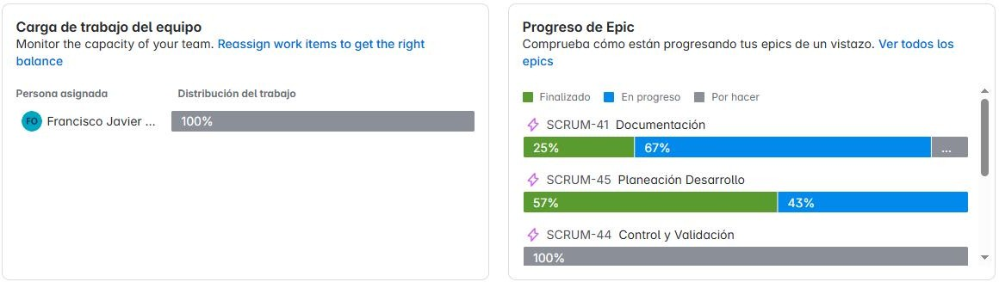 Carga de trabajo del equipo
Monitor the capacity of your team. Reassign work items to get the right
balance
Persona asignada Distribución del trabajo
FO Francisco Javier ... 100%
Progreso de Epic
Comprueba cómo están progresando tus epics de un vistazo. Ver todos los
epics
Finalizado En progreso Por hacer
SCRUM-41 Documentación
25% 67% ...
SCRUM-45 Planeación Desarrollo
57% 43%
SCRUM-44 Control y Validación
100%